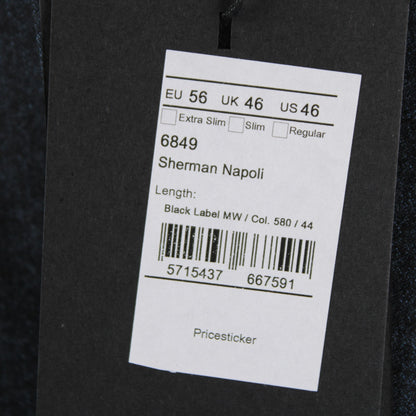 EU 56 UK 46 US 46
Extra Slim Slim Regular
6849
Sherman Napoli
Length:
Black Label MW / Col. 580 / 44
5715437 667591
Pricesticker